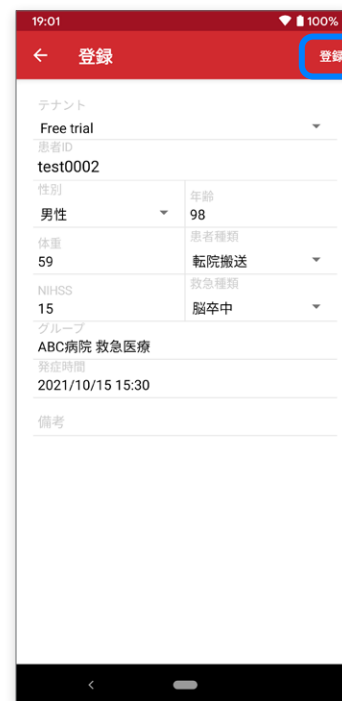 19:01 100%
登録 登録
テナント
Free trial
患者ID
test0002
性別 年齢
男性 98
体重 患者種類
59 転院搬送
NIHSS 救急種類
15 脳卒中
グループ
ABC病院 救急医療
発症時間
2021/10/15 15:30
備考